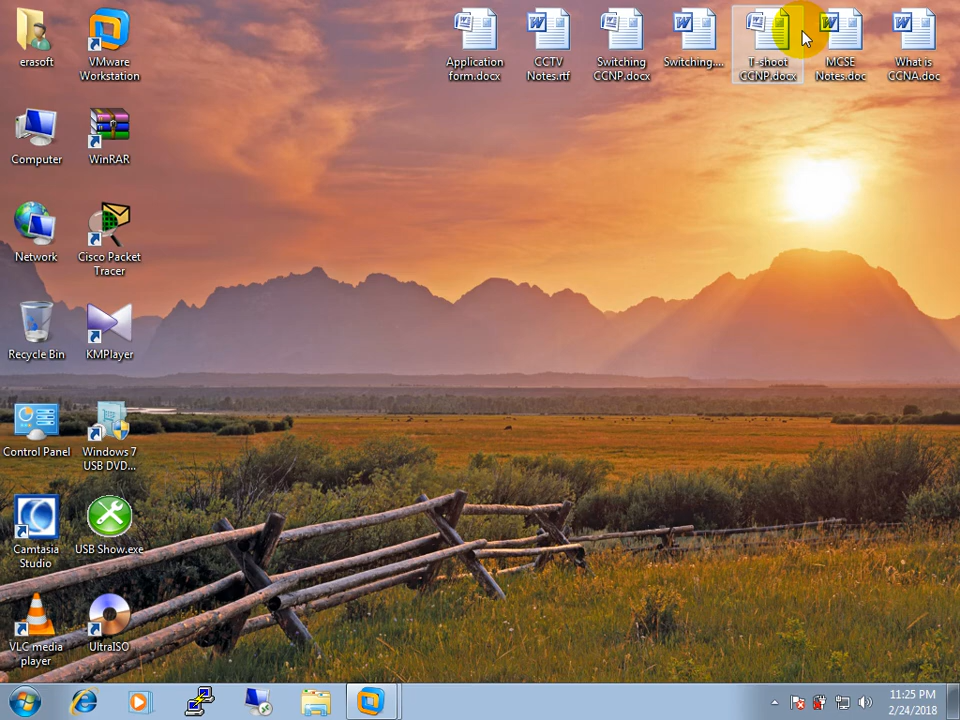 erasoft
VMware
Workstation
Application
form.docx
CCTV
Notes.rtf
Switching
CCNP.docx
Switching....
T-shoot
CCNP.docx
MCSE
Notes.doc
What is
CCNA.doc
Computer
WinRAR
Network
Cisco Packet
Tracer
Recycle Bin
KMPlayer
Control Panel
Windows 7
USB DVD...
Camtasia
Studio
USB Show.exe
VLC media
player
UltraISO
11:25 PM
2/24/2018